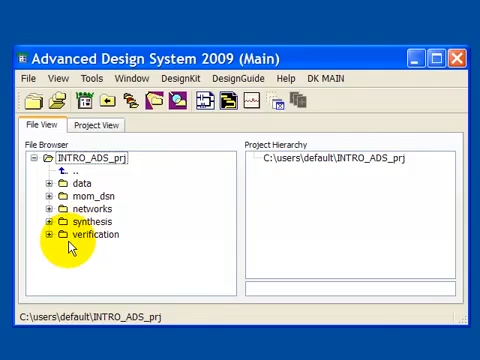 Advanced Design System 2009 (Main)
File View Tools Window DesignKit DesignGuide Help DK MAIN
File View Project View
File Browser Project Hierarchy
INTRO_ADS_prj C:\users\default\INTRO_ADS_prj
..
data
mom_dsn
networks
synthesis
verification
C:\users\default\INTRO_ADS_prj